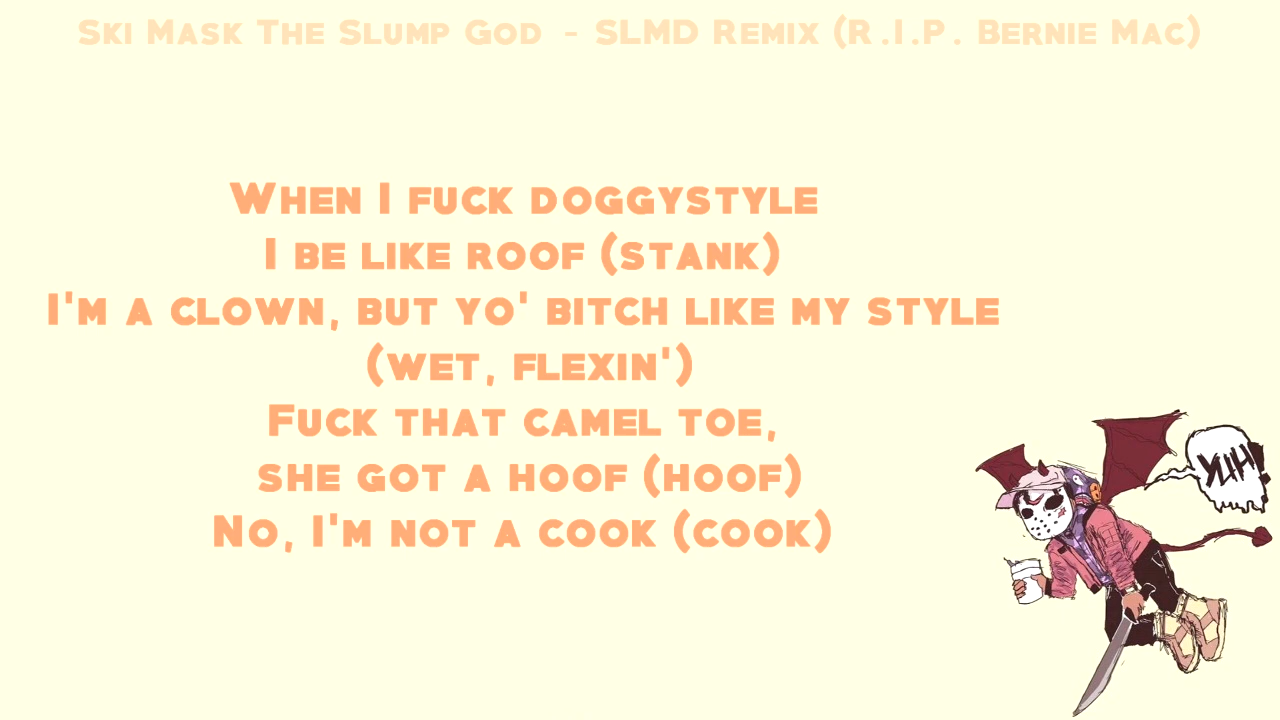 Ski Mask The Slump God - SLMD Remix (R.I.P. Bernie Mac)
When I fuck doggystyle
I be like roof (stank)
I'm a clown, but yo' bitch like my style
(wet, flexin')
Fuck that camel toe,
she got a hoof (hoof)
No, I'm not a cook (cook)
YUH!